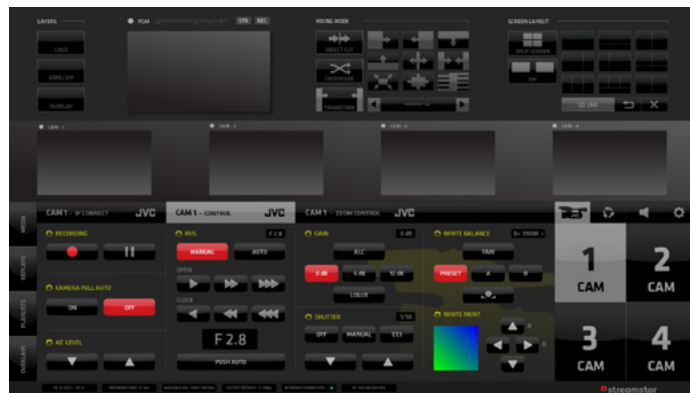 LAYERS
PGM
STR REC
MIXING MODE
SCREEN LAYOUT
DIRECT CUT
SPLIT SCREEN
CROSSFADE
PIP
OVERLAY
TRANSITION
GO LIVE
CAM - 1
CAM - 2
CAM - 3
CAM - 4
MEDIA
REPLAYS
PLAYLISTS
OVERLAYS
CAM 1 - IP CONNECT JVC
CAM 1 - CONTROL JVC
CAM 1 - ZOOM CONTROL JVC
RECORDING
IRIS
F 2.8
GAIN
0 dB
WHITE BALANCE
MANUAL AUTO
ALC
FAW
OPEN
0 dB 6 dB 12 dB
PRESET A B
CAMERA FULL AUTO
CLOSE
LOLUX
ON OFF
SHUTTER
1/10
WHITE PAINT
F 2.8
OFF MANUAL EEI
AE LEVEL
PUSH AUTO
1
CAM
2
CAM
3
CAM
4
CAM
streamstar